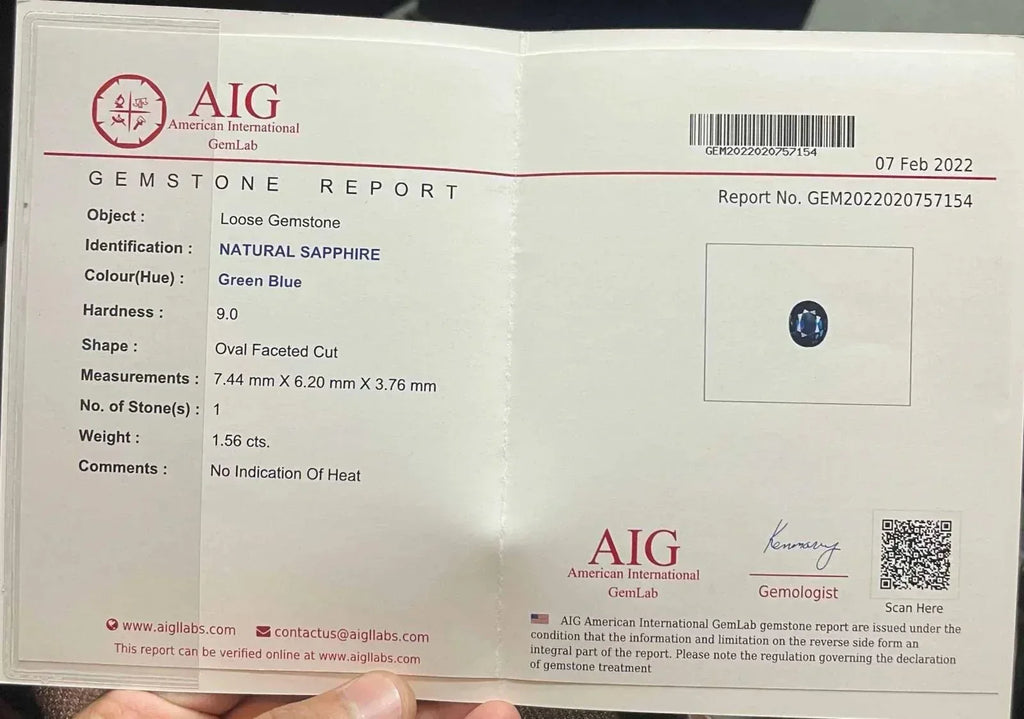 AIG
American International
GemLab
GEMSTONE REPORT
Object : Loose Gemstone
Identification : NATURAL SAPPHIRE
Colour(Hue) : Green Blue
Hardness : 9.0
Shape : Oval Faceted Cut
Measurements : 7.44 mm X 6.20 mm X 3.76 mm
No. of Stone(s) : 1
Weight : 1.56 cts.
Comments : No Indication Of Heat
www.aigllabs.com contactus@aigllabs.com
This report can be verified online at www.aigllabs.com
GEM2022020757154
07 Feb 2022
Report No. GEM2022020757154
AIG
American International
GemLab
Gemologist
Scan Here
AIG American International GemLab gemstone report are issued under the
condition that the information and limitation on the reverse side form an
integral part of the report. Please note the regulation governing the declaration
of gemstone treatment